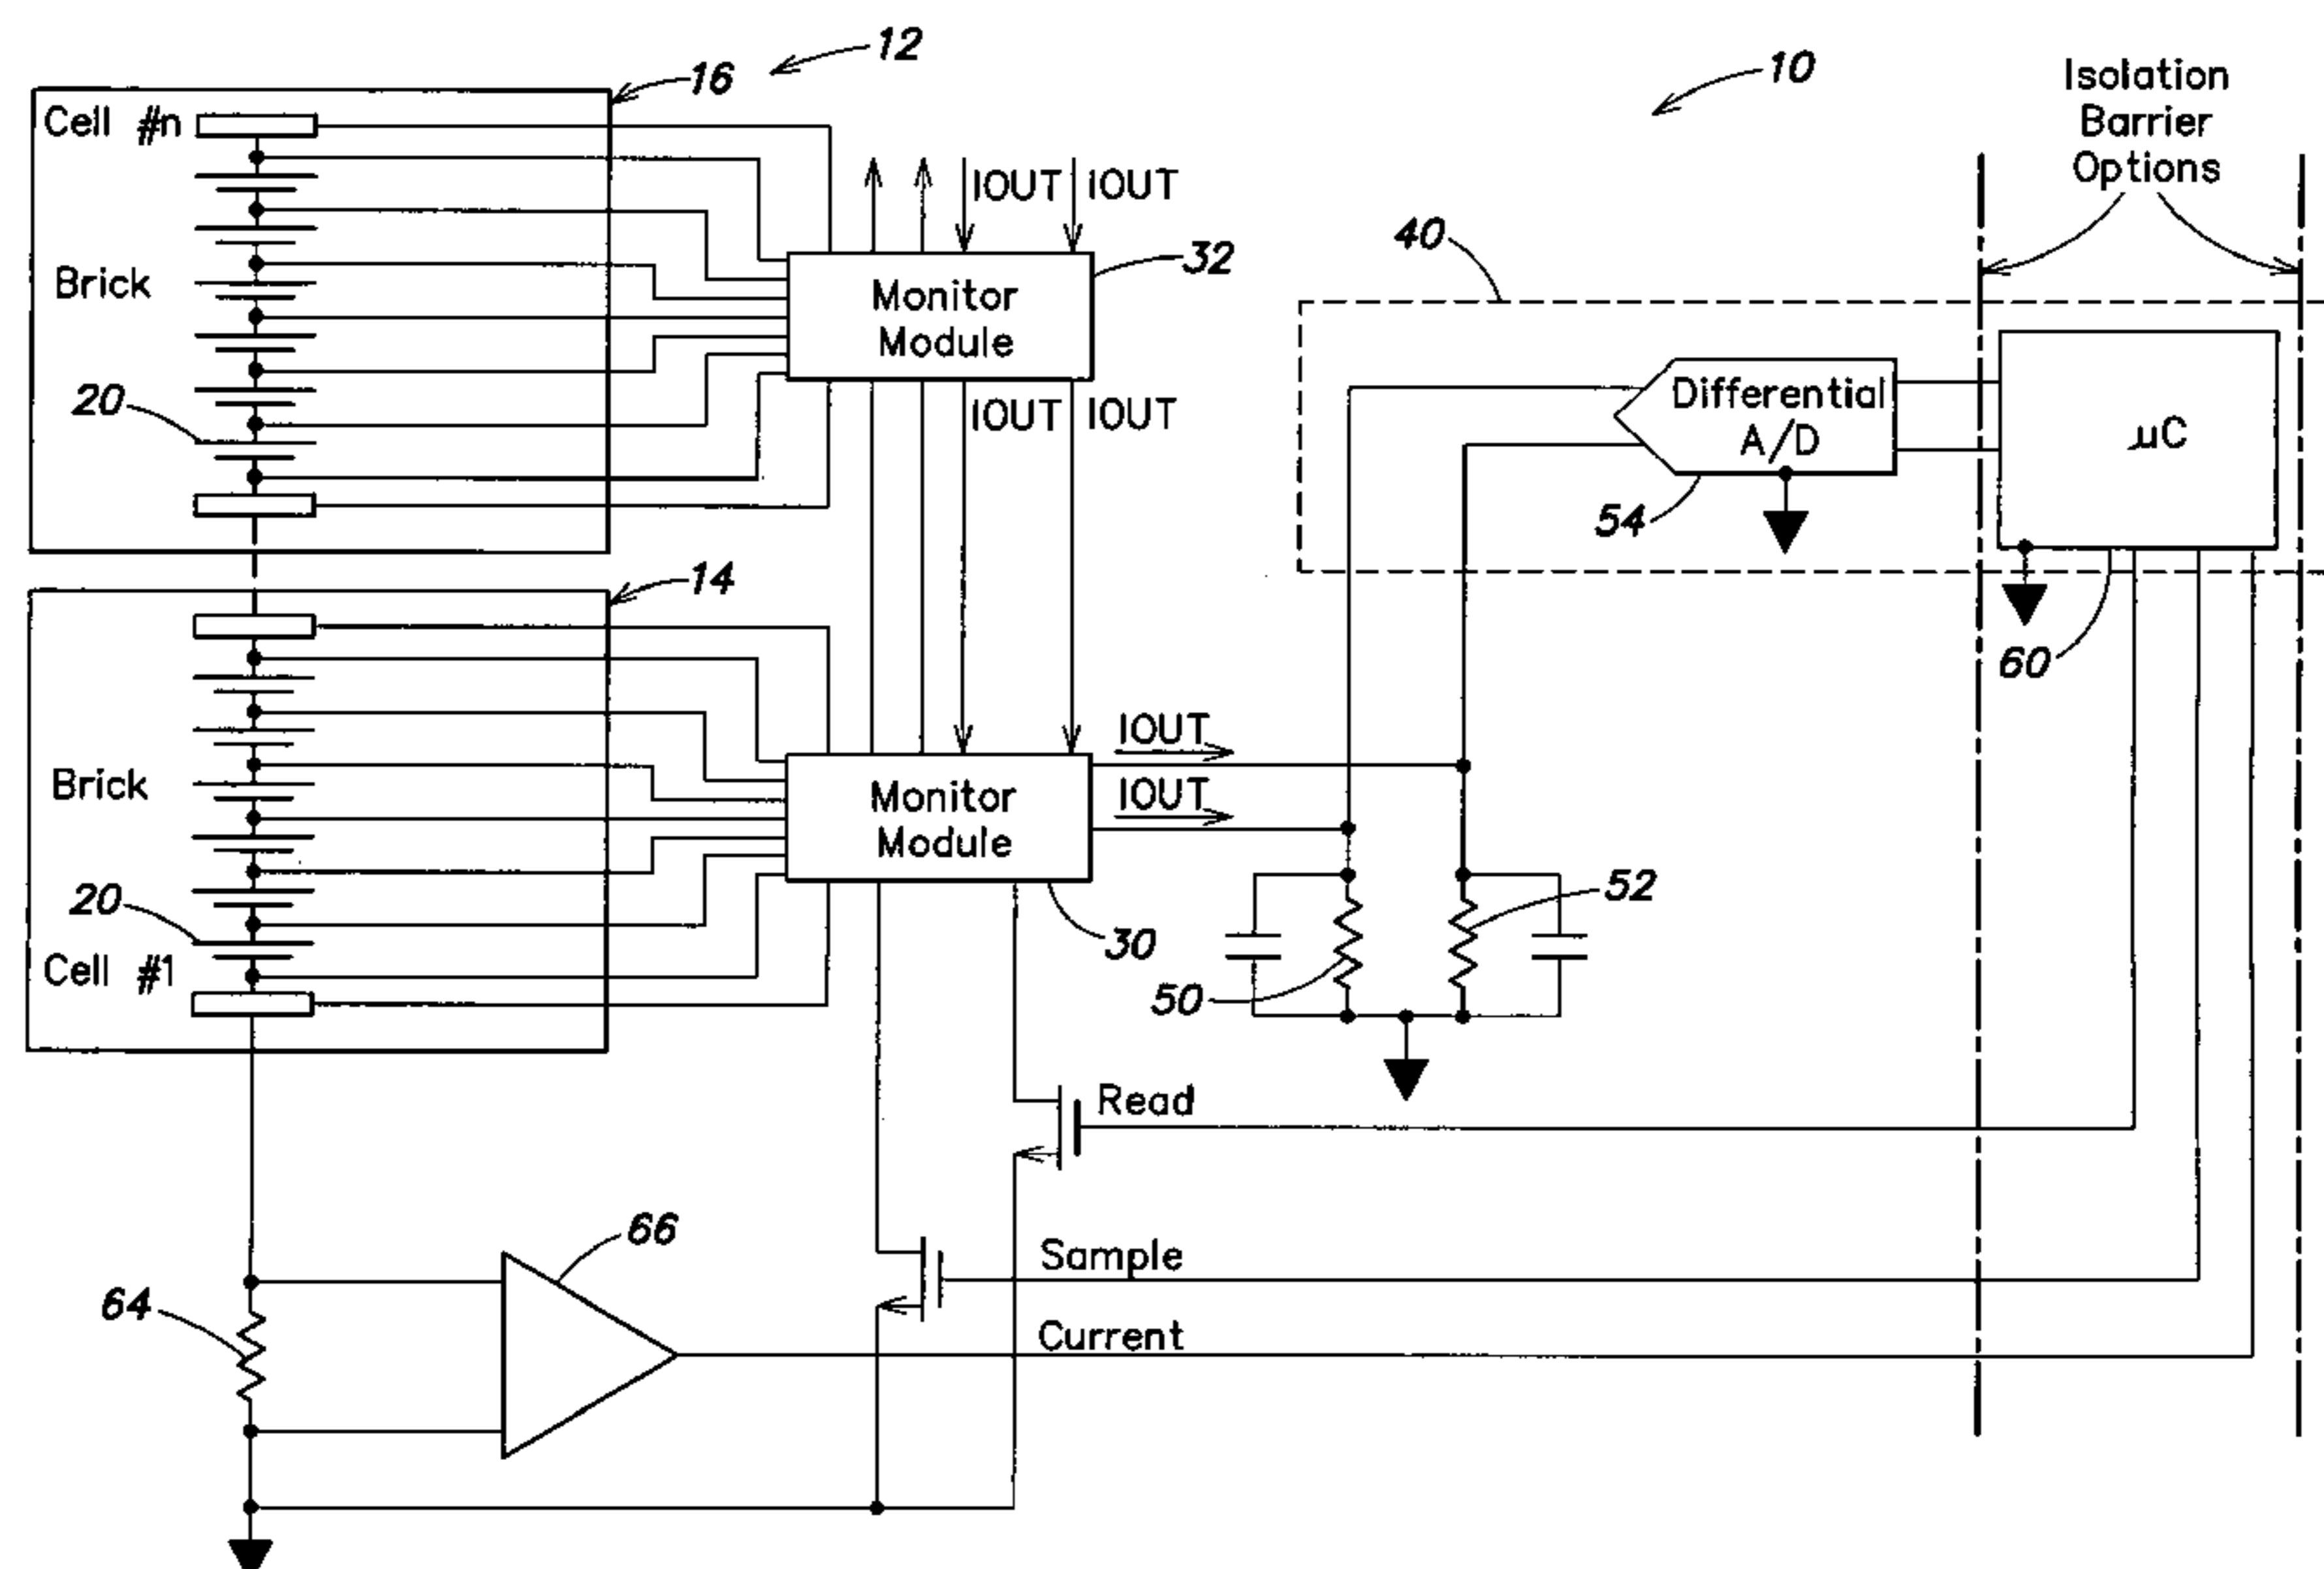 12
10
Isolation
Barrier
Options
16
Cell #n
IOUT IOUT
Brick
32
Monitor
Module
40
20
IOUT IOUT
Differential
A/D
µC
54
14
60
IOUT
Brick
Monitor
Module
IOUT
20
Cell #1
30
50
52
Read
66
Sample
64
Current